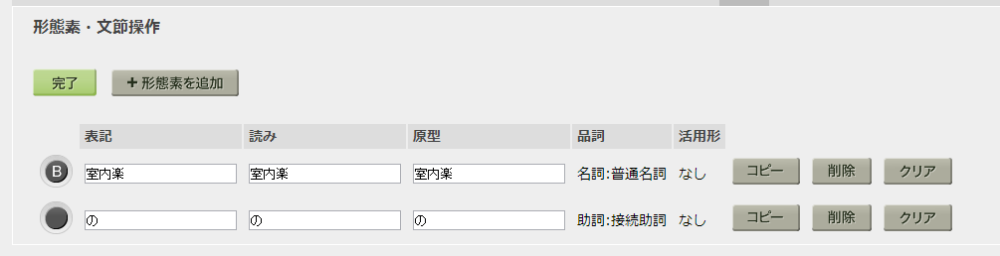 形態素・文節操作
完了 +形態素を追加
表記 読み 原型 品詞 活用形
B 室内楽 室内楽 室内楽 名詞:普通名詞 なし コピー 削除 クリア
の の の 助詞:接続助詞 なし コピー 削除 クリア